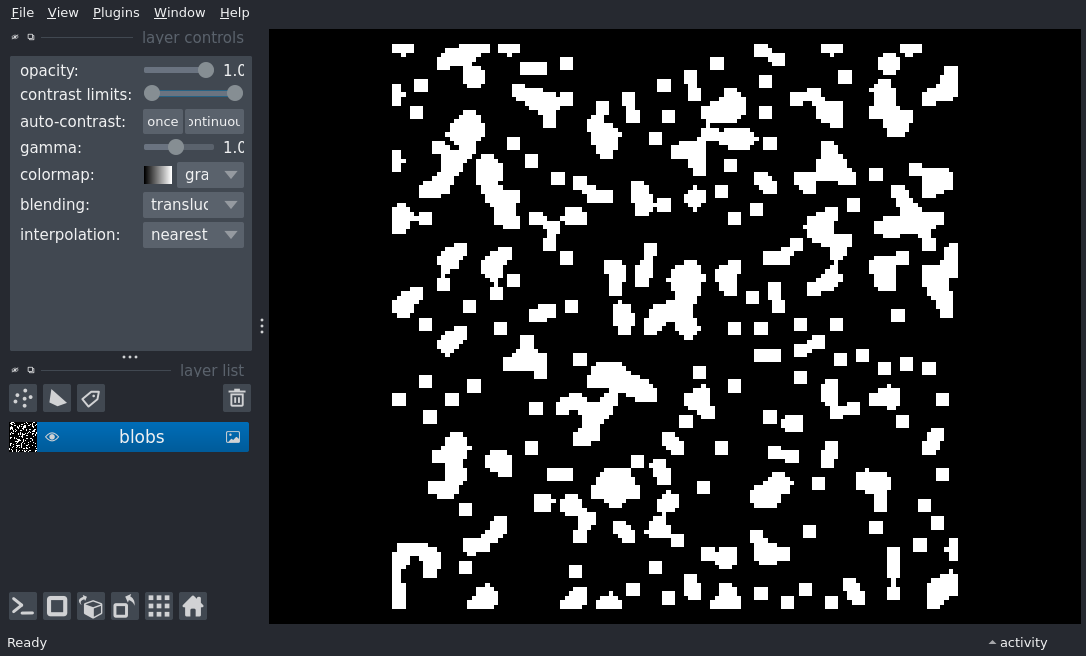 File View Plugins Window Help
layer controls
opacity: 1.0
contrast limits:
auto-contrast: once ontinuou
gamma: 1.0
colormap: gra
blending: transluc
interpolation: nearest
layer list
blobs
Ready
activity